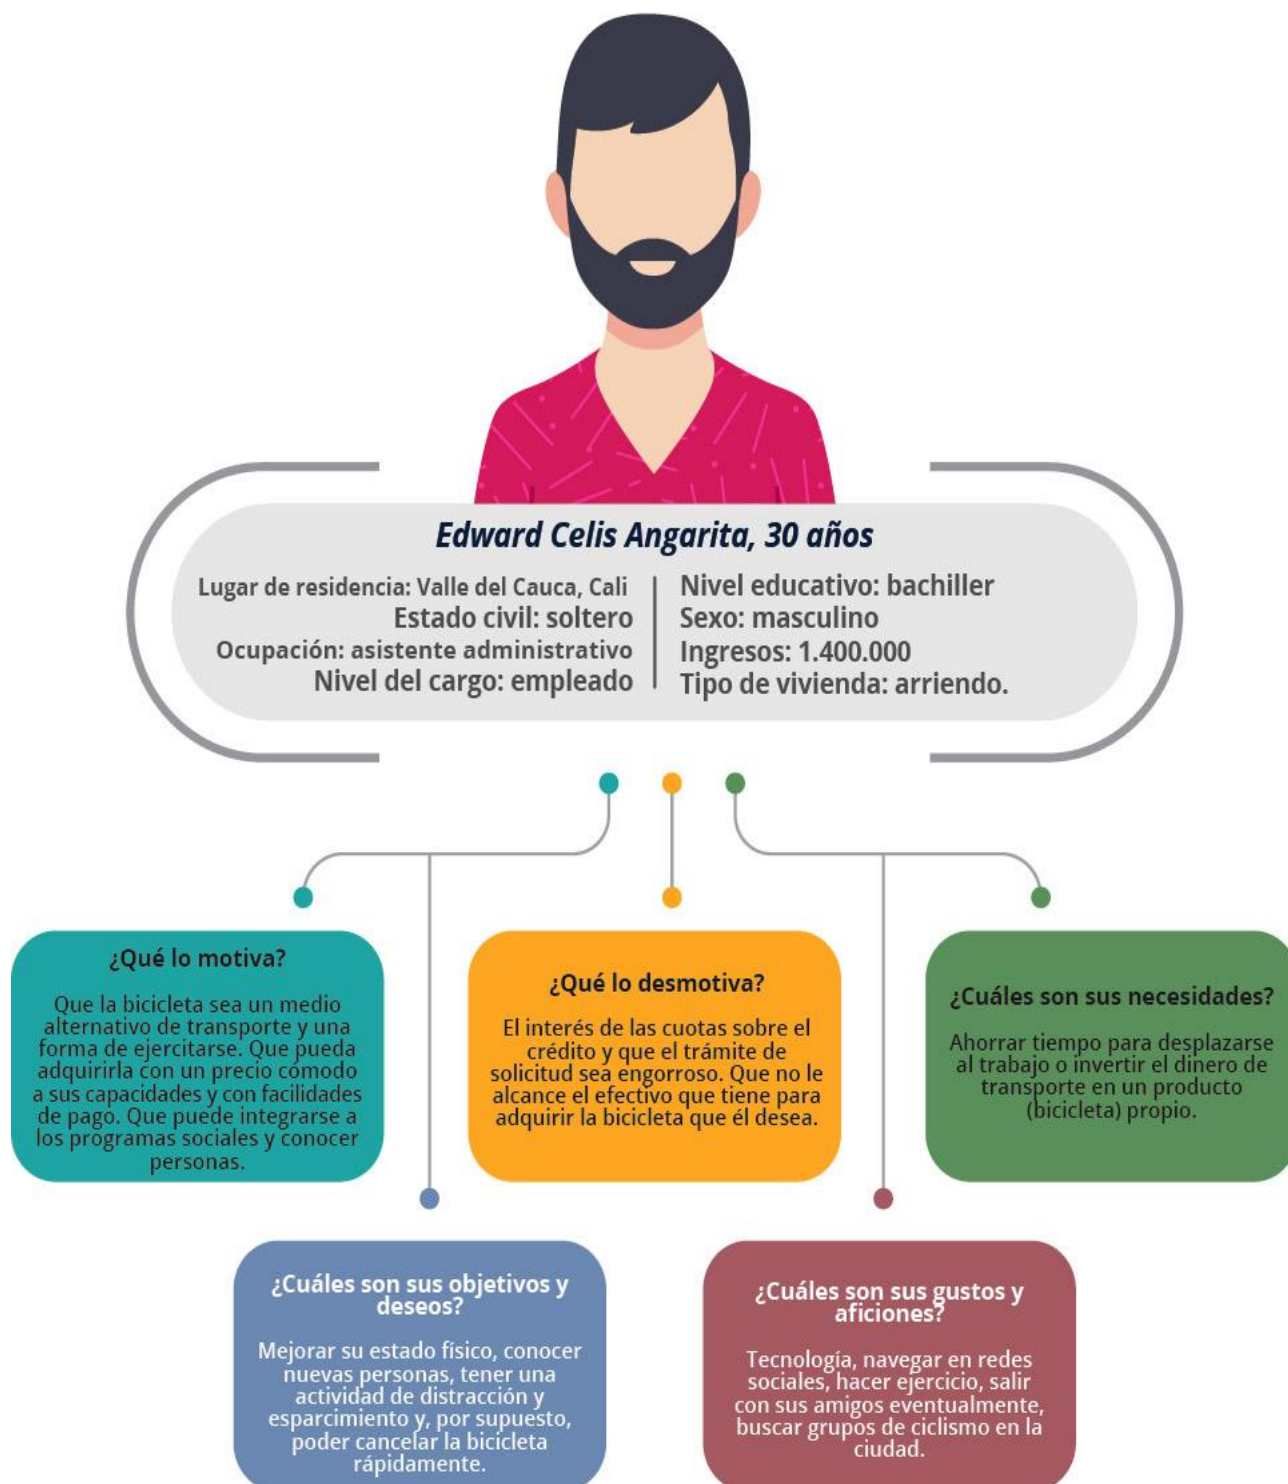 Edward Celis Angarita, 30 años
Lugar de residencia: Valle del Cauca, Cali
Estado civil: soltero
Ocupación: asistente administrativo
Nivel del cargo: empleado
Nivel educativo: bachiller
Sexo: masculino
Ingresos: 1.400.000
Tipo de vivienda: arriendo.
¿Qué lo motiva?
Que la bicicleta sea un medio
alternativo de transporte y una
forma de ejercitarse. Que pueda
adquirirla con un precio cómodo
a sus capacidades y con facilidades
de pago. Que puede integrarse a
los programas sociales y conocer
personas.
¿Qué lo desmotiva?
El interés de las cuotas sobre el
crédito y que el trámite de
solicitud sea engorroso. Que no le
alcance el efectivo que tiene para
adquirir la bicicleta que él desea.
¿Cuáles son sus necesidades?
Ahorrar tiempo para desplazarse
al trabajo o invertir el dinero de
transporte en un producto
(bicicleta) propio.
¿Cuáles son sus objetivos y
deseos?
Mejorar su estado físico, conocer
nuevas personas, tener una
actividad de distracción y
esparcimiento y, por supuesto,
poder cancelar la bicicleta
rápidamente.
¿Cuáles son sus gustos y
aficiones?
Tecnología, navegar en redes
sociales, hacer ejercicio, salir
con sus amigos eventualmente,
buscar grupos de ciclismo en la
ciudad.